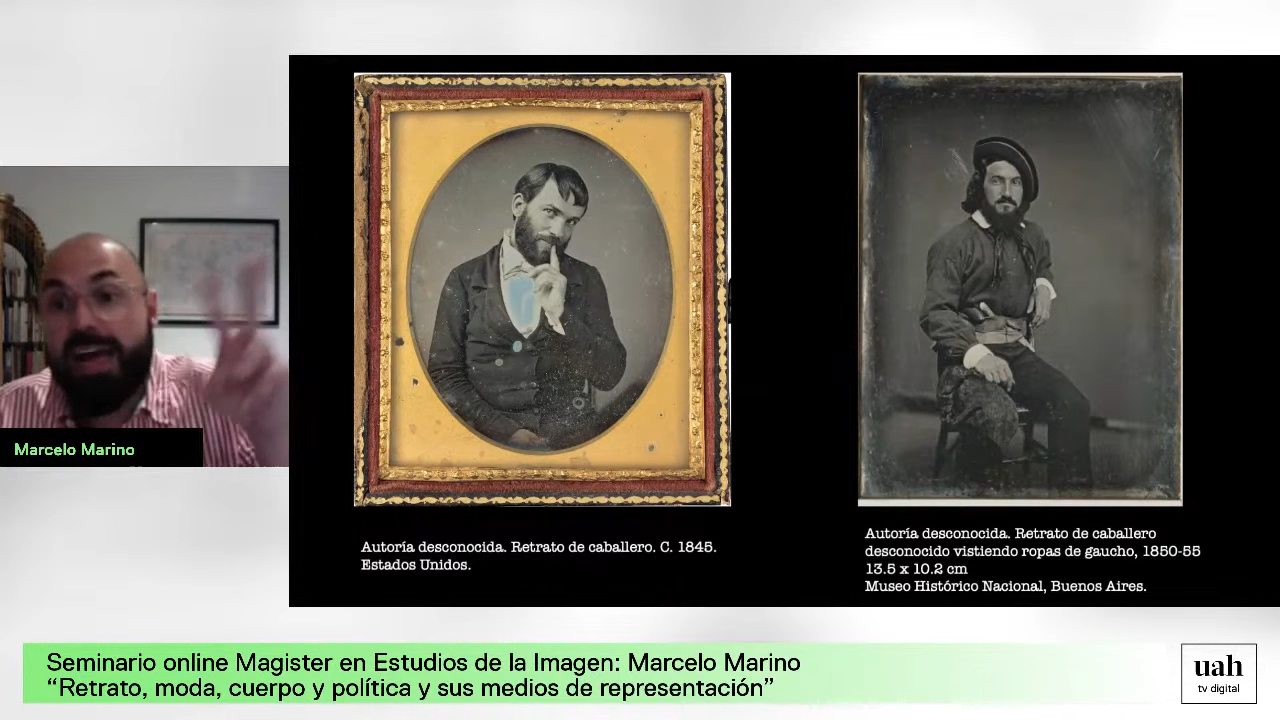 Marcelo Marino
Autoría desconocida. Retrato de caballero. C. 1845.
Estados Unidos.
Autoría desconocida. Retrato de caballero
desconocido vistiendo ropas de gaucho, 1850-55
13.5 x 10.2 cm
Museo Histórico Nacional, Buenos Aires.
Seminario online Magister en Estudios de la Imagen: Marcelo Marino
“Retrato, moda, cuerpo y política y sus medios de representación”
uah
tv digital